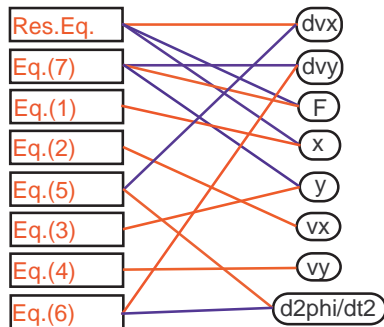 Res.Eq.
dvx
Eq.(7)
dvy
Eq.(1)
F
Eq.(2)
x
Eq.(5)
y
Eq.(3)
vx
Eq.(4)
vy
Eq.(6)
d2phi/dt2